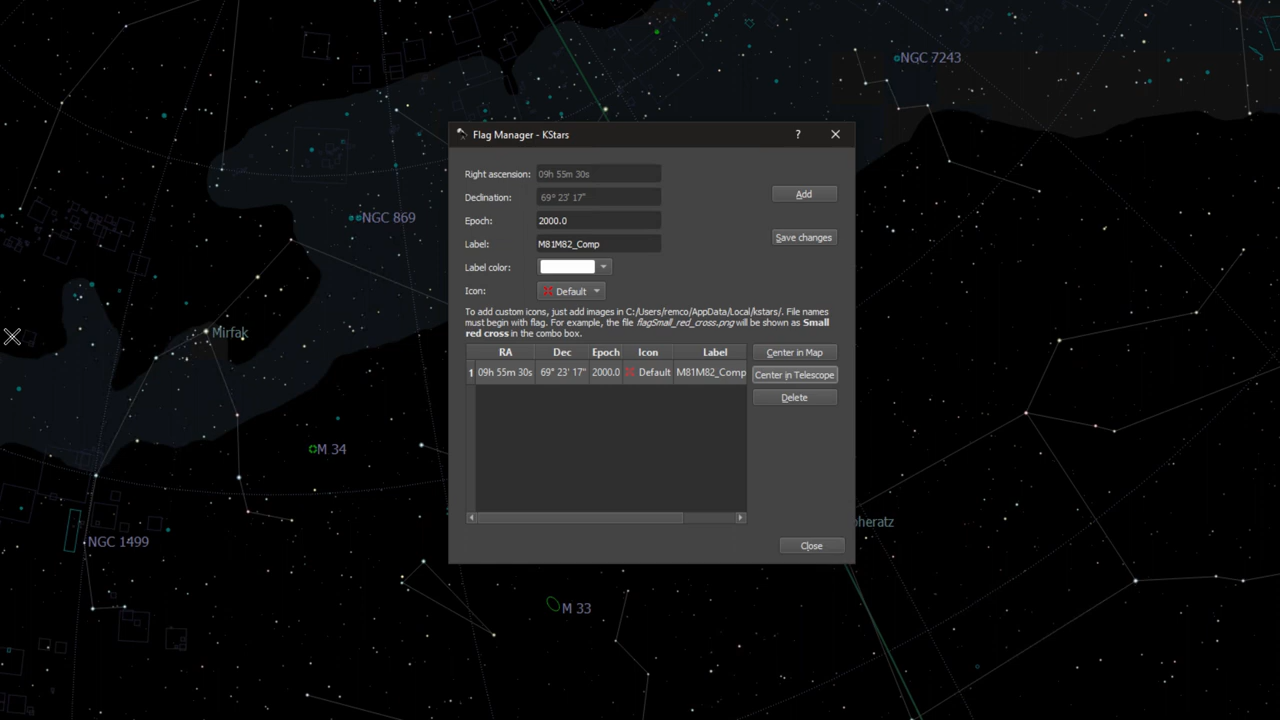 NGC 7243
Flag Manager - KStars
?
Right ascension: 09h 55m 30s
Declination: 69° 23' 17"
Add
NGC 869
Epoch: 2000.0
Label: M81M82_Comp
Save changes
Label color:
Icon: Default
To add custom icons, just add images in C:/Users/remco/AppData/Local/kstars/. File names
must begin with flag. For example, the file flagSmall_red_cross.png will be shown as Small
red cross in the combo box.
Mirfak
RA Dec Epoch Icon Label
Center in Map
1 09h 55m 30s 69° 23' 17" 2000.0 Default M81M82_Comp
Center in Telescope
Delete
M 34
pheratz
NGC 1499
Close
M 33